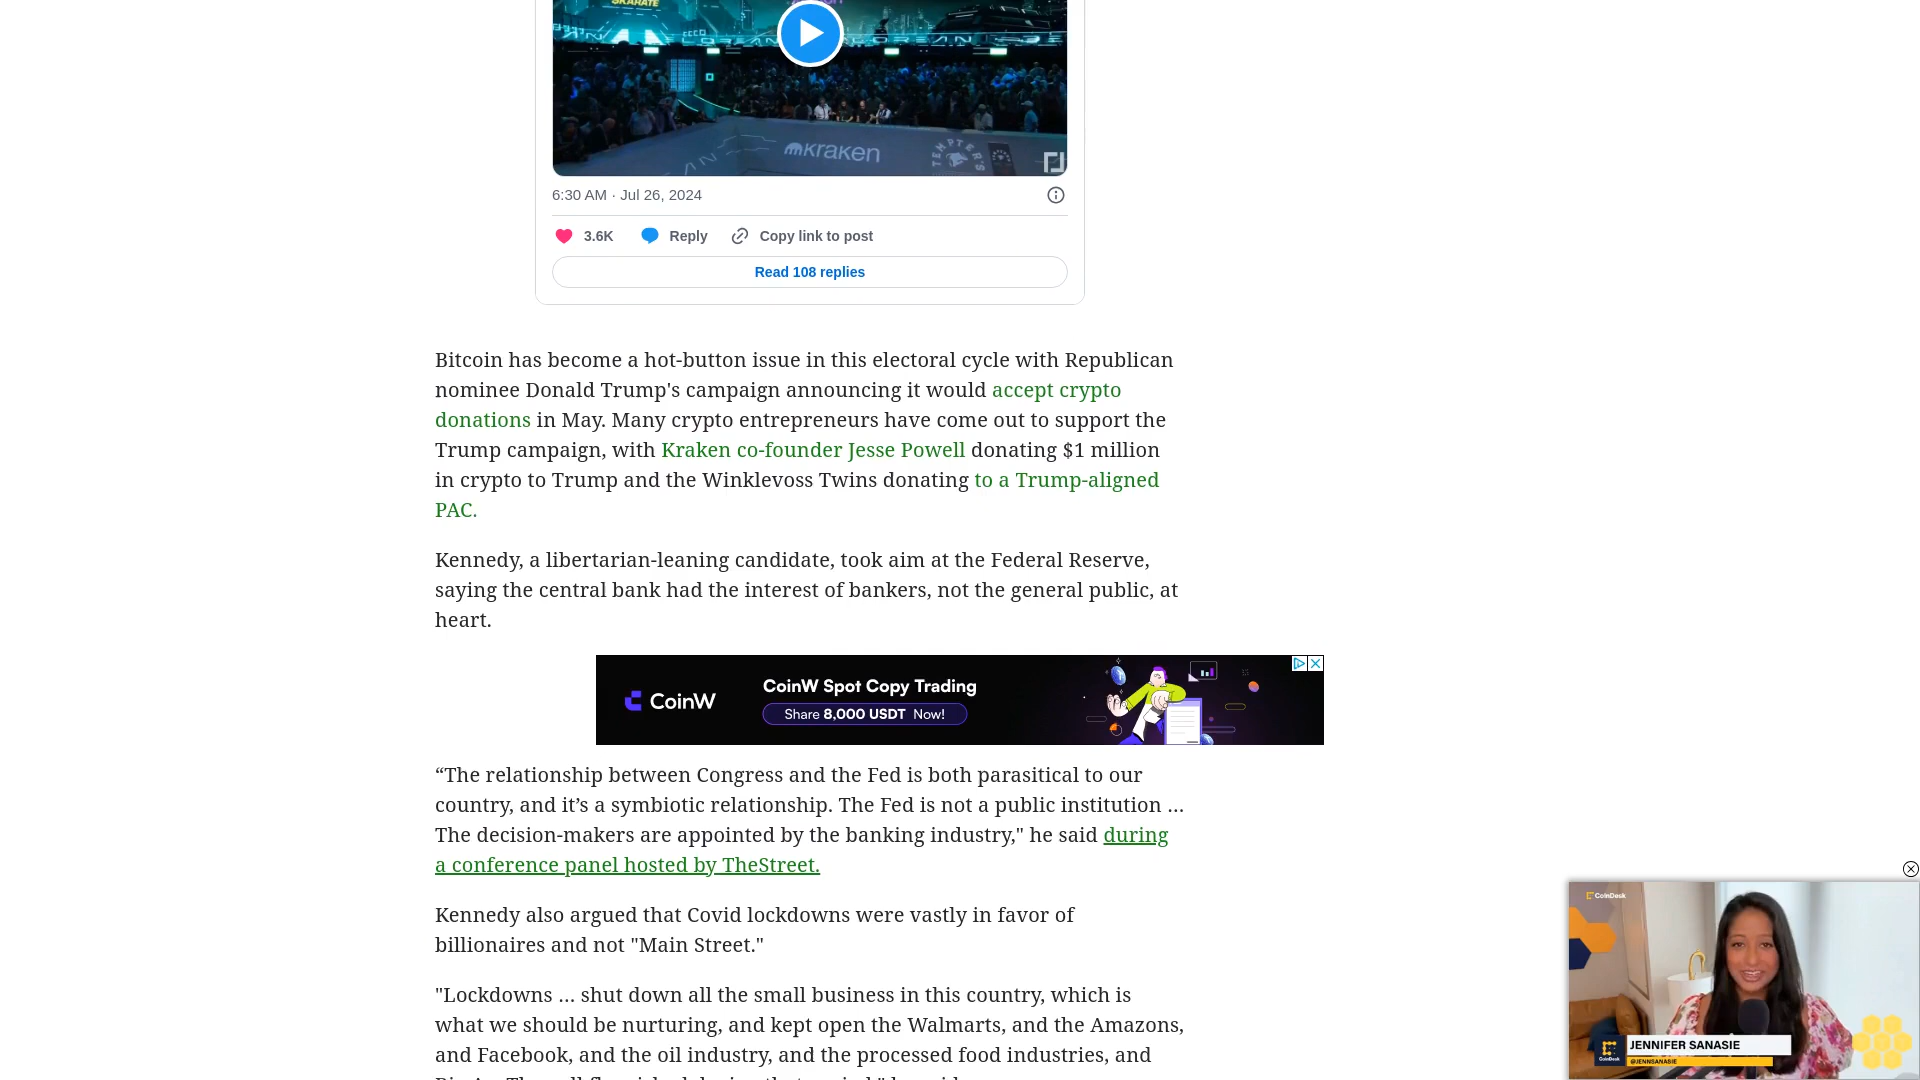 SKARATE
kraken
TEMPTER'S
6:30 AM · Jul 26, 2024
3.6K Reply Copy link to post
Read 108 replies
Bitcoin has become a hot-button issue in this electoral cycle with Republican
nominee Donald Trump's campaign announcing it would accept crypto
donations in May. Many crypto entrepreneurs have come out to support the
Trump campaign, with Kraken co-founder Jesse Powell donating $1 million
in crypto to Trump and the Winklevoss Twins donating to a Trump-aligned
PAC.
Kennedy, a libertarian-leaning candidate, took aim at the Federal Reserve,
saying the central bank had the interest of bankers, not the general public, at
heart.
CoinW
CoinW Spot Copy Trading
Share 8,000 USDT Now!
“The relationship between Congress and the Fed is both parasitical to our
country, and it’s a symbiotic relationship. The Fed is not a public institution …
The decision-makers are appointed by the banking industry," he said during
a conference panel hosted by TheStreet.
Kennedy also argued that Covid lockdowns were vastly in favor of
billionaires and not "Main Street."
"Lockdowns … shut down all the small business in this country, which is
what we should be nurturing, and kept open the Walmarts, and the Amazons,
and Facebook, and the oil industry, and the processed food industries, and
CoinDesk
JENNIFER SANASIE
@JENNSANASIE
CoinDesk